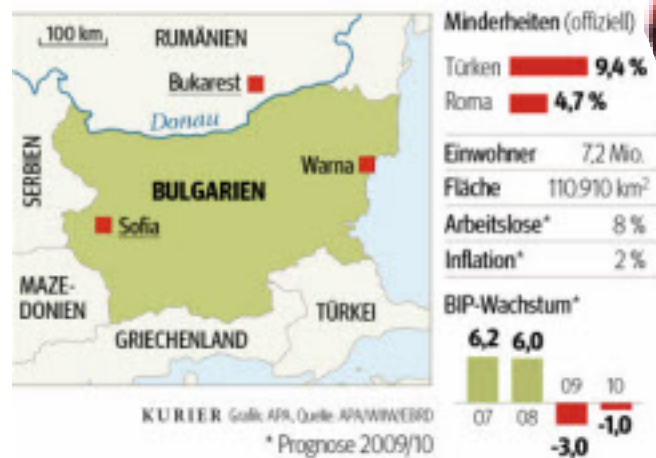 100 km
RUMÄNIEN
Bukarest
Donau
SERBIEN
Warna
BULGARIEN
Sofia
MAZE-
DONIEN
TÜRKEI
GRIECHENLAND
KURIER Grafik: APA, Quelle: APA/WIIW/EBRD
* Prognose 2009/10
Minderheiten (offiziell)
Türken 9,4 %
Roma 4,7 %
Einwohner 7,2 Mio.
Fläche 110.910 km²
Arbeitslose* 8 %
Inflation* 2 %
BIP-Wachstum*
6,2 6,0
09 10
07 08
-3,0 -1,0